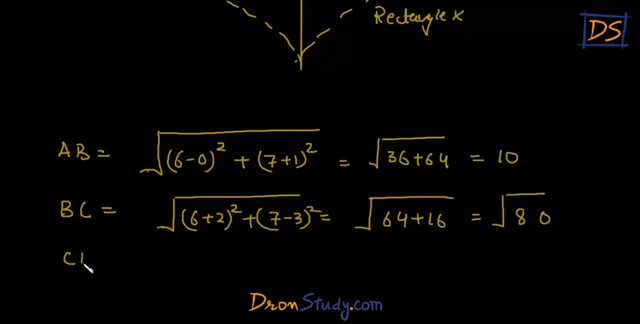 Rectangle x
DS
AB = √(6-0)² + (7+1)² = √36+64 = 10
BC = √(6+2)² + (7-3)² = √64+16 = √80
CI
DronStudy.com